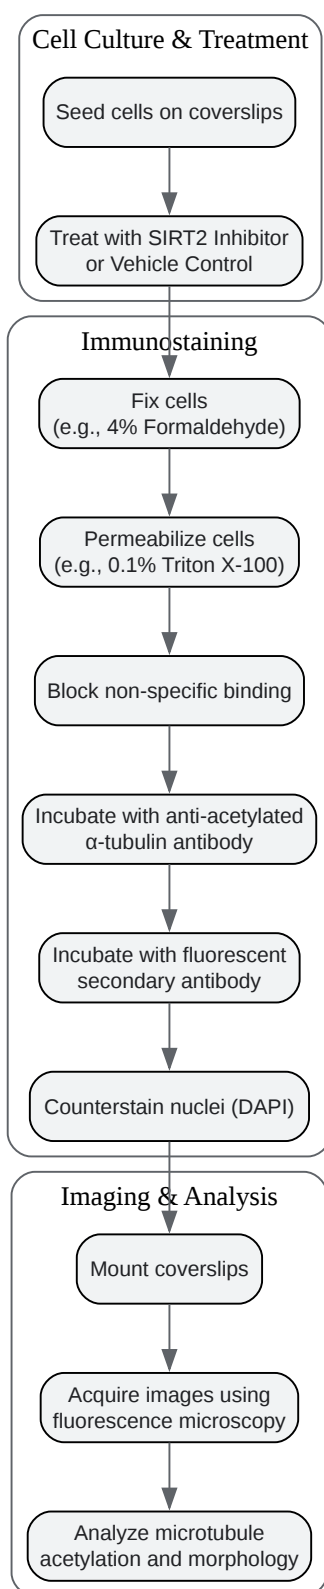 Cell Culture & Treatment
Seed cells on coverslips
Treat with SIRT2 Inhibitor
or Vehicle Control
Immunostaining
Fix cells
(e.g., 4% Formaldehyde)
Permeabilize cells
(e.g., 0.1% Triton X-100)
Block non-specific binding
Incubate with anti-acetylated
α-tubulin antibody
Incubate with fluorescent
secondary antibody
Counterstain nuclei (DAPI)
Imaging & Analysis
Mount coverslips
Acquire images using
fluorescence microscopy
Analyze microtubule
acetylation and morphology